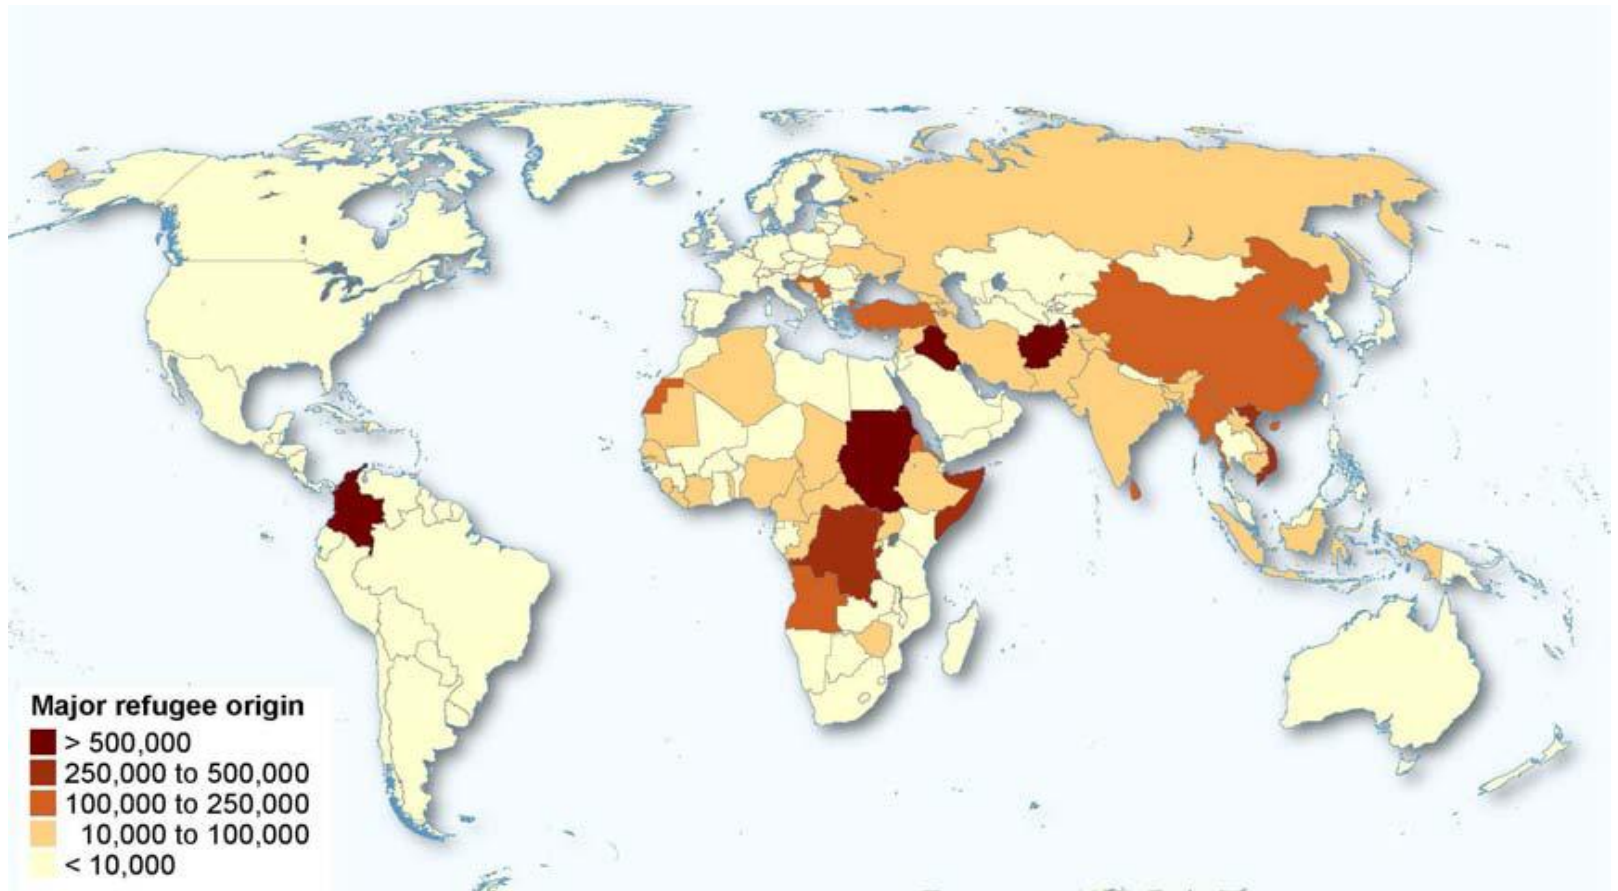 Major refugee origin
> 500,000
250,000 to 500,000
100,000 to 250,000
10,000 to 100,000
< 10,000